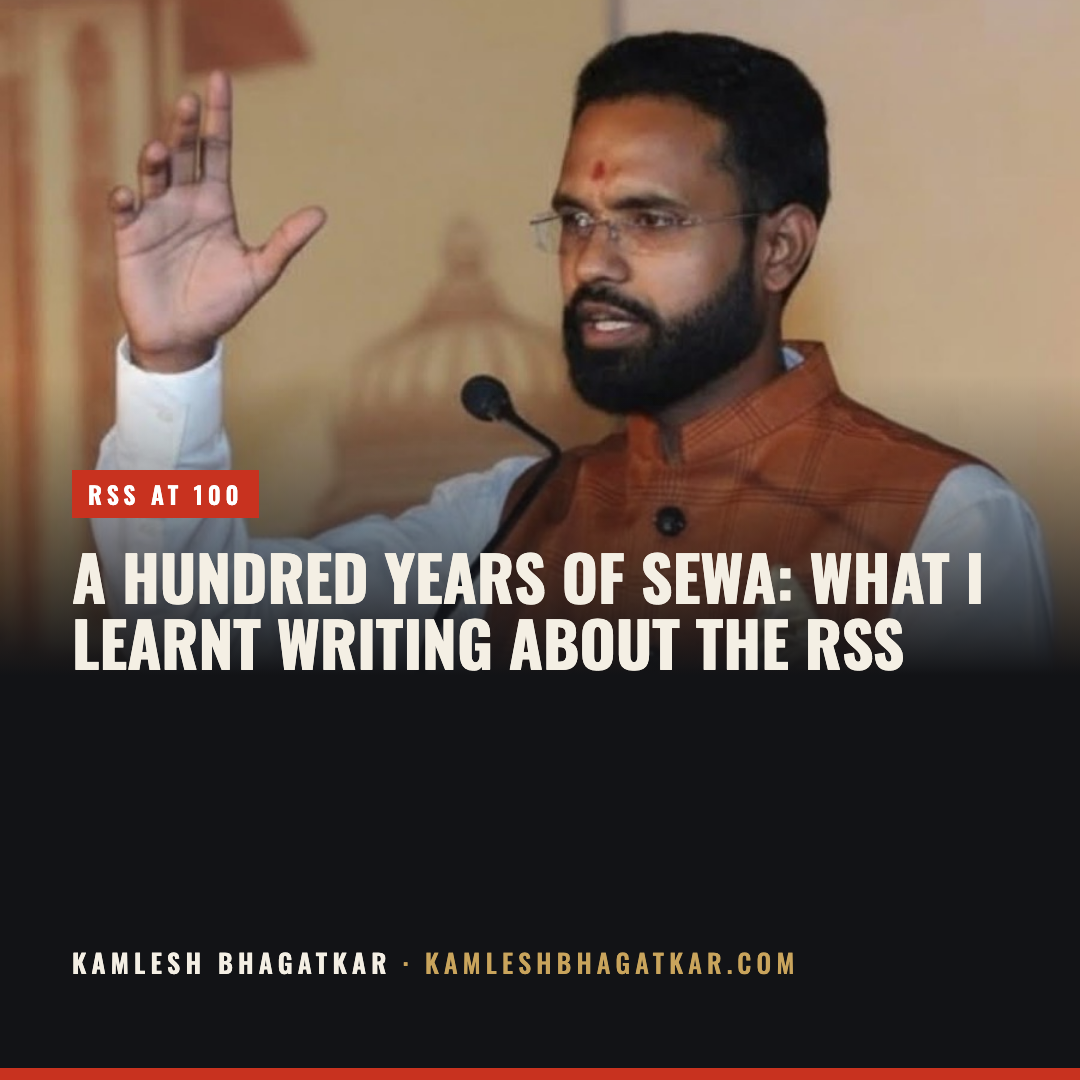 RSS AT 100
A HUNDRED YEARS OF SEWA: WHAT I
LEARNT WRITING ABOUT THE RSS
KAMLESH BHAGATKAR · KAMLESHBHAGATKAR.COM